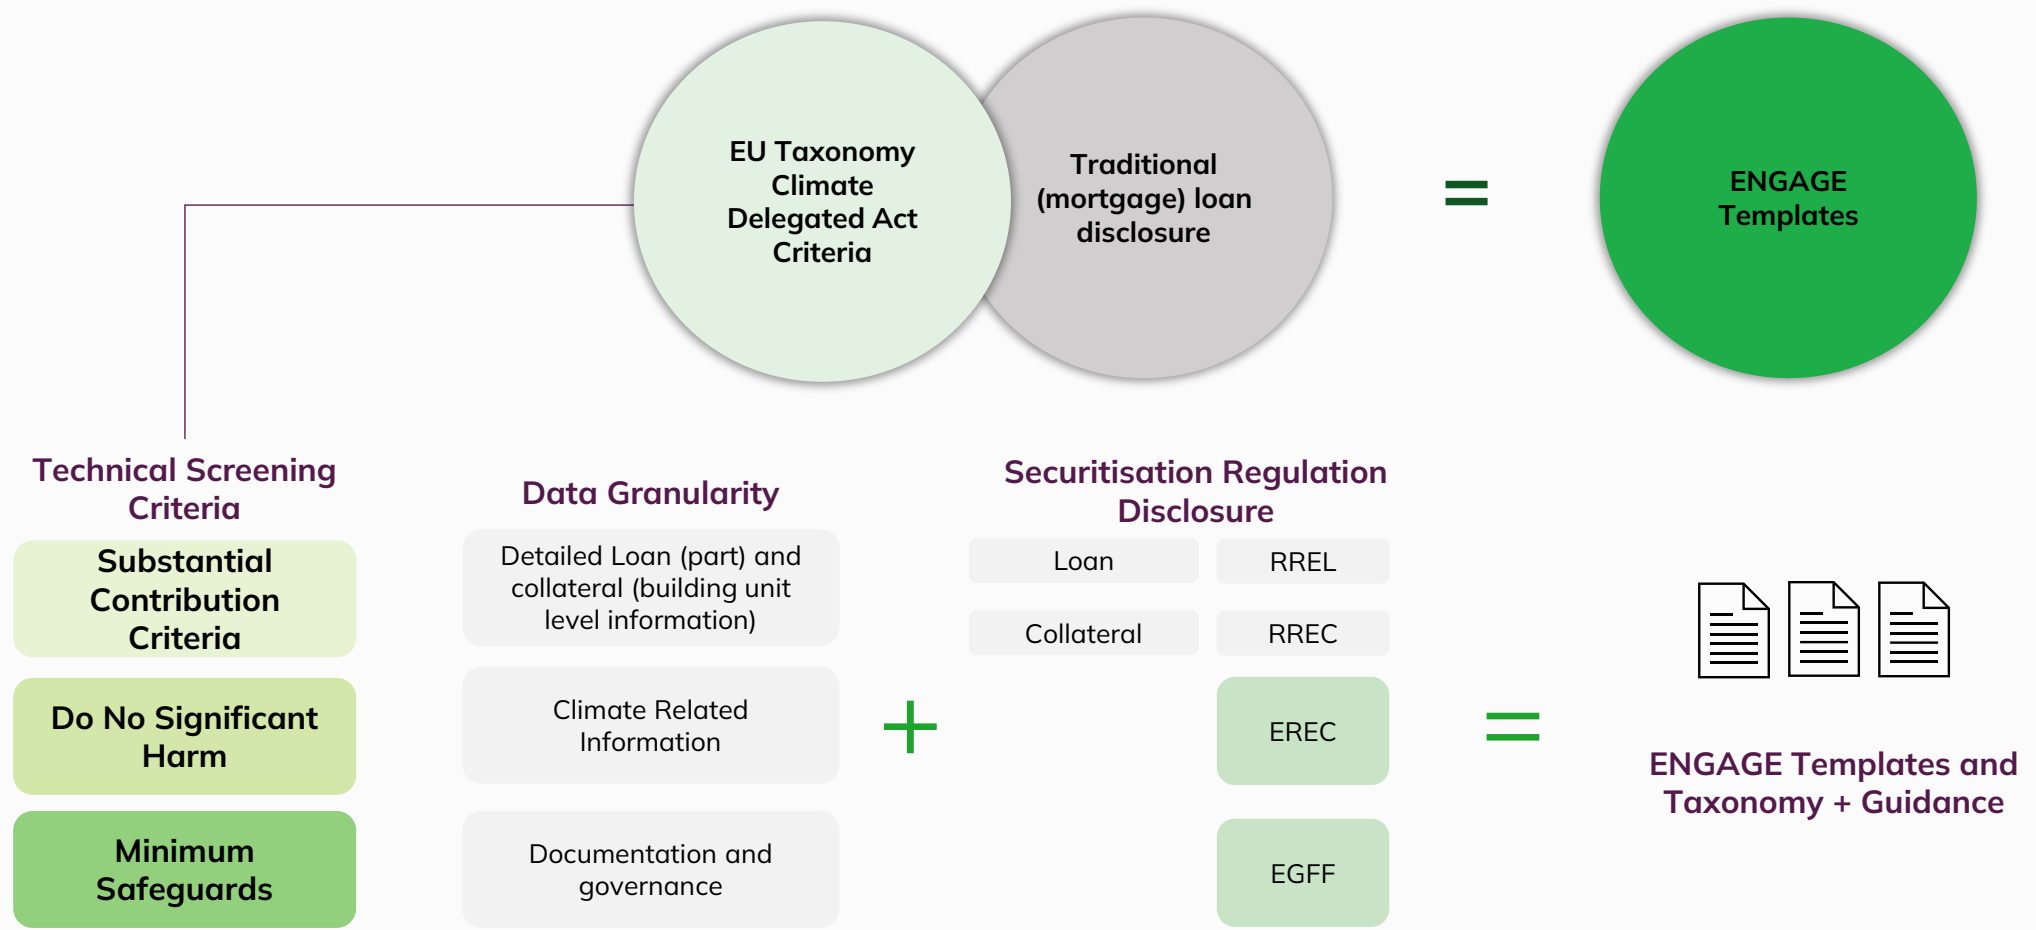 EU Taxonomy
Climate
Delegated Act
Criteria
Traditional
(mortgage) loan
disclosure
=
ENGAGE
Templates
Technical Screening
Criteria
Substantial
Contribution
Criteria
Do No Significant
Harm
Minimum
Safeguards
Data Granularity
Detailed Loan (part) and
collateral (building unit
level information)
Climate Related
Information
Documentation and
governance
+
Securitisation Regulation
Disclosure
Loan
RREL
Collateral
RREC
EREC
EGFF
=
ENGAGE Templates and
Taxonomy + Guidance